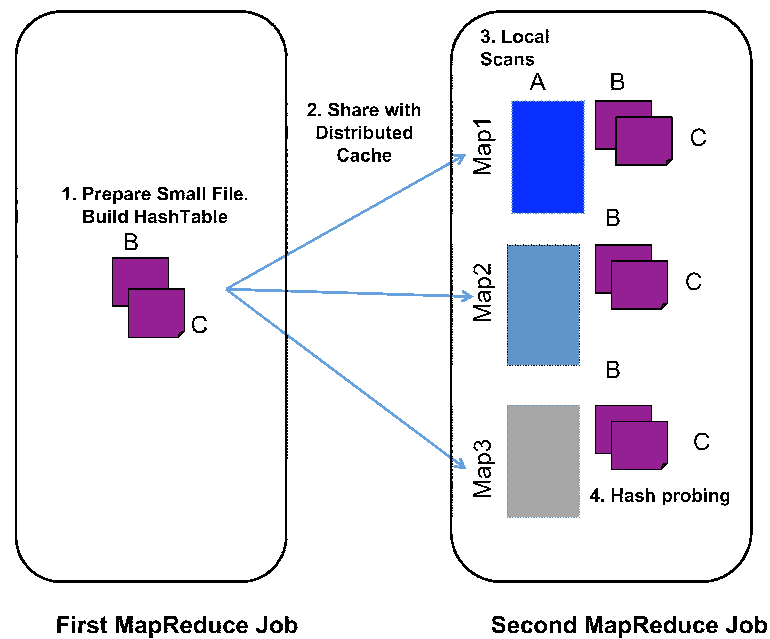 1. Prepare Small File.
Build HashTable
B
C
2. Share with
Distributed
Cache
3. Local
Scans
A
B
Map1
C
B
Map2
C
B
Map3
C
4. Hash probing
First MapReduce Job
Second MapReduce Job